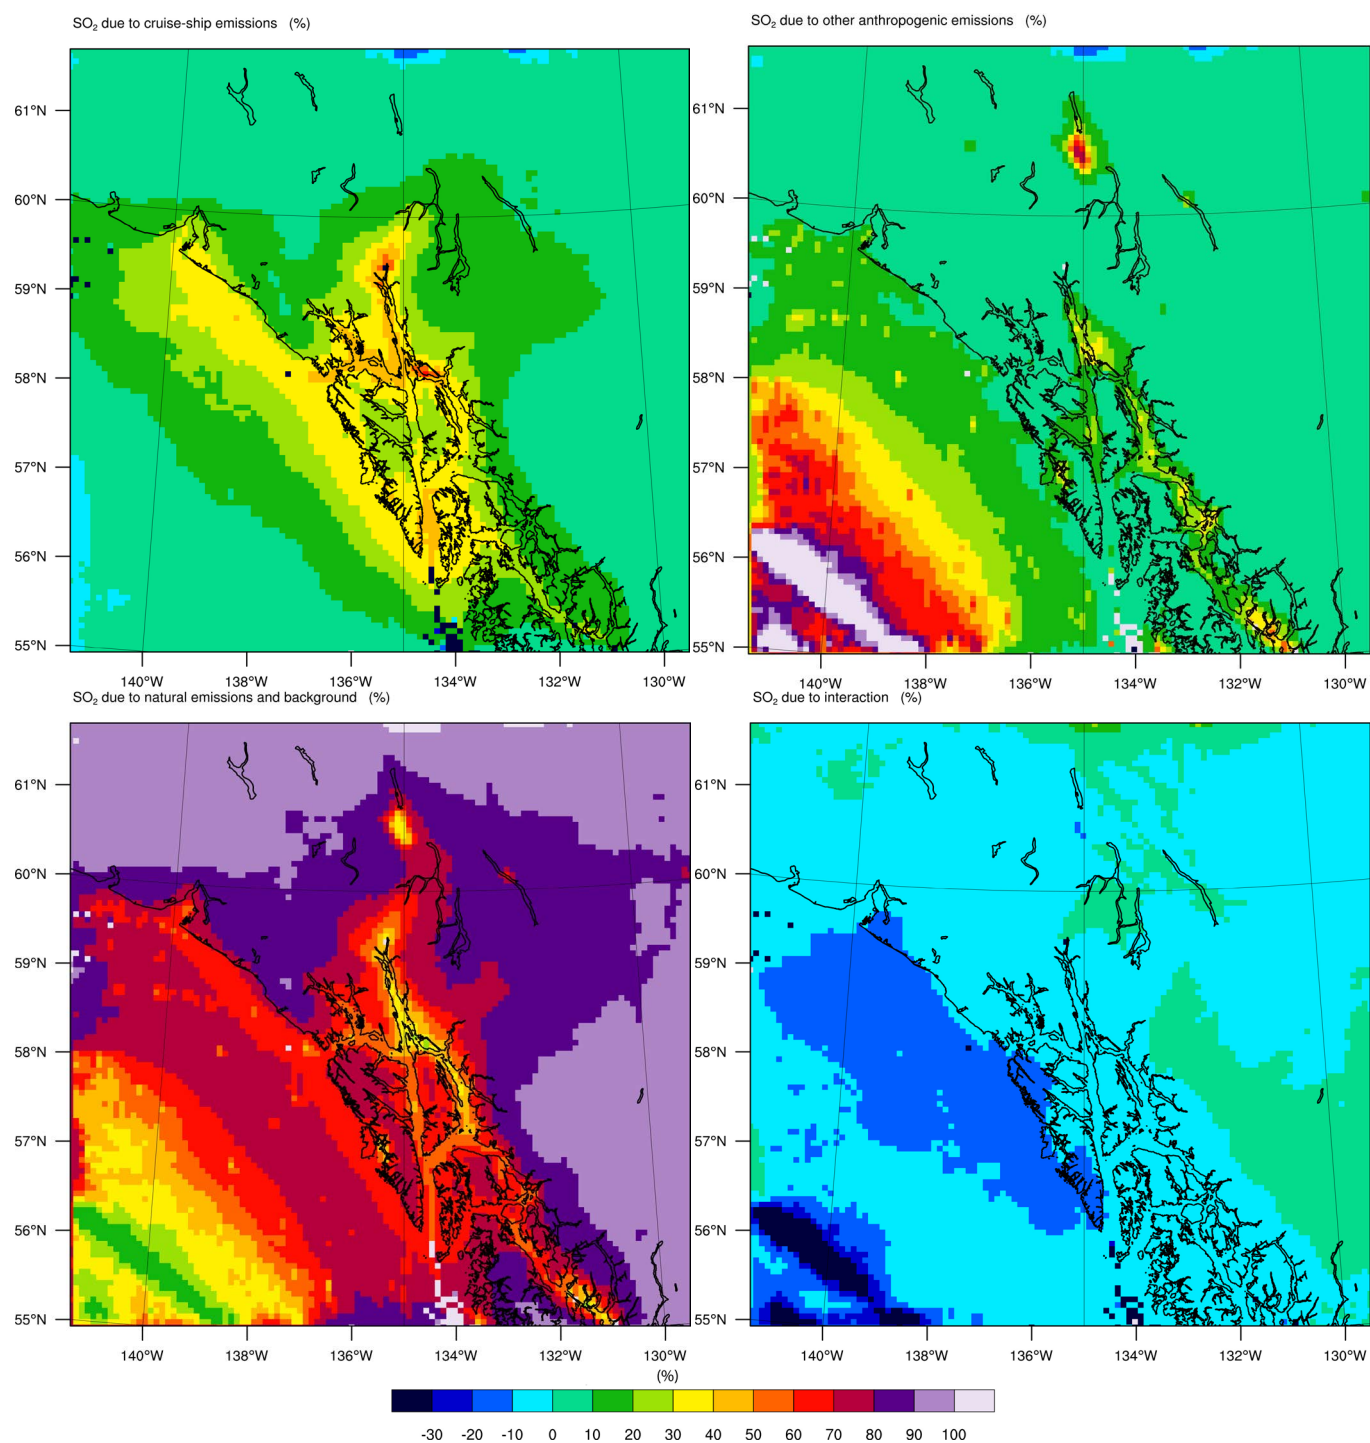 SO₂ due to cruise-ship emissions (%)
61°N
60°N
59°N
58°N
57°N
56°N
55°N
140°W 138°W 136°W 134°W 132°W 130°W
SO₂ due to other anthropogenic emissions (%)
61°N
60°N
59°N
58°N
57°N
56°N
55°N
140°W 138°W 136°W 134°W 132°W 130°W
SO₂ due to natural emissions and background (%)
61°N
60°N
59°N
58°N
57°N
56°N
55°N
140°W 138°W 136°W 134°W 132°W 130°W
SO₂ due to interaction (%)
61°N
60°N
59°N
58°N
57°N
56°N
55°N
140°W 138°W 136°W 134°W 132°W 130°W
(%)
-30 -20 -10 0 10 20 30 40 50 60 70 80 90 100